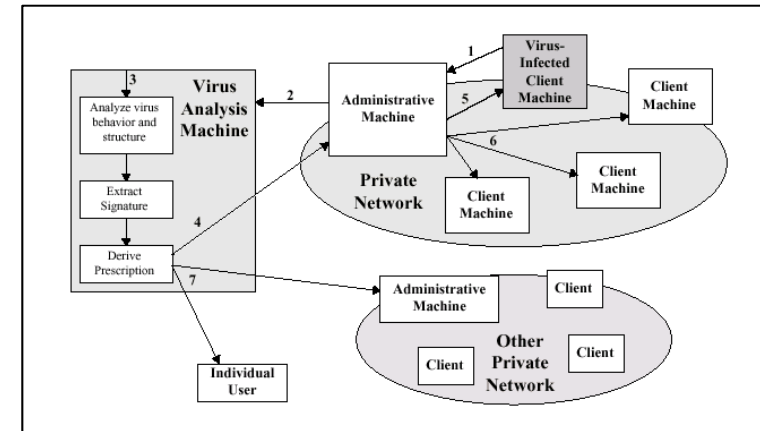 1
Virus-
Infected
Client
Machine
3
Virus
Analysis
Machine
Analyze virus
behavior and
structure
2
Administrative
Machine
5
Client
Machine
6
Extract
Signature
Private
Network
Client
Machine
Client
Machine
4
Derive
Prescription
7
Administrative
Machine
Client
Other
Private
Network
Client
Client
Individual
User